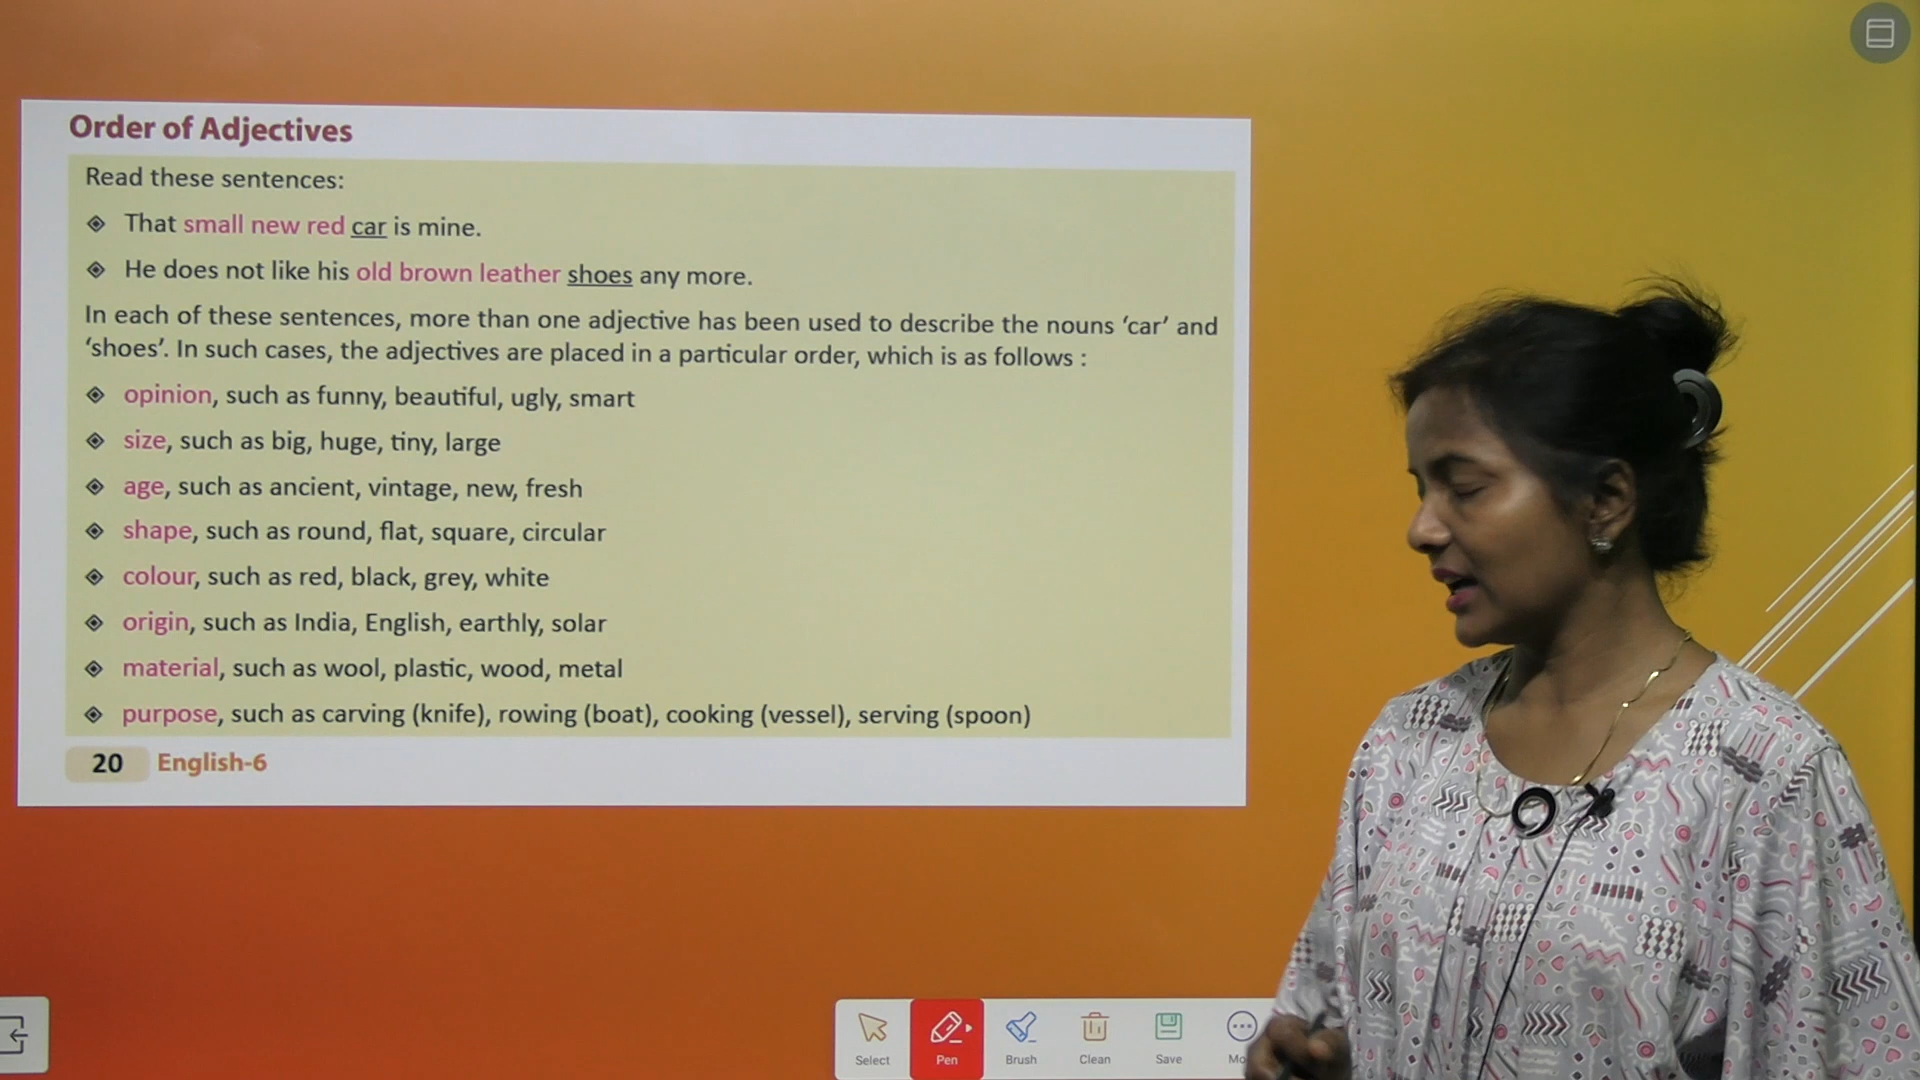 Order of Adjectives
Read these sentences:
That small new red car is mine.
He does not like his old brown leather shoes any more.
In each of these sentences, more than one adjective has been used to describe the nouns ‘car’ and
‘shoes’. In such cases, the adjectives are placed in a particular order, which is as follows :
opinion, such as funny, beautiful, ugly, smart
size, such as big, huge, tiny, large
age, such as ancient, vintage, new, fresh
shape, such as round, flat, square, circular
colour, such as red, black, grey, white
origin, such as India, English, earthly, solar
material, such as wool, plastic, wood, metal
purpose, such as carving (knife), rowing (boat), cooking (vessel), serving (spoon)
20 English-6
Select Pen Brush Clean Save